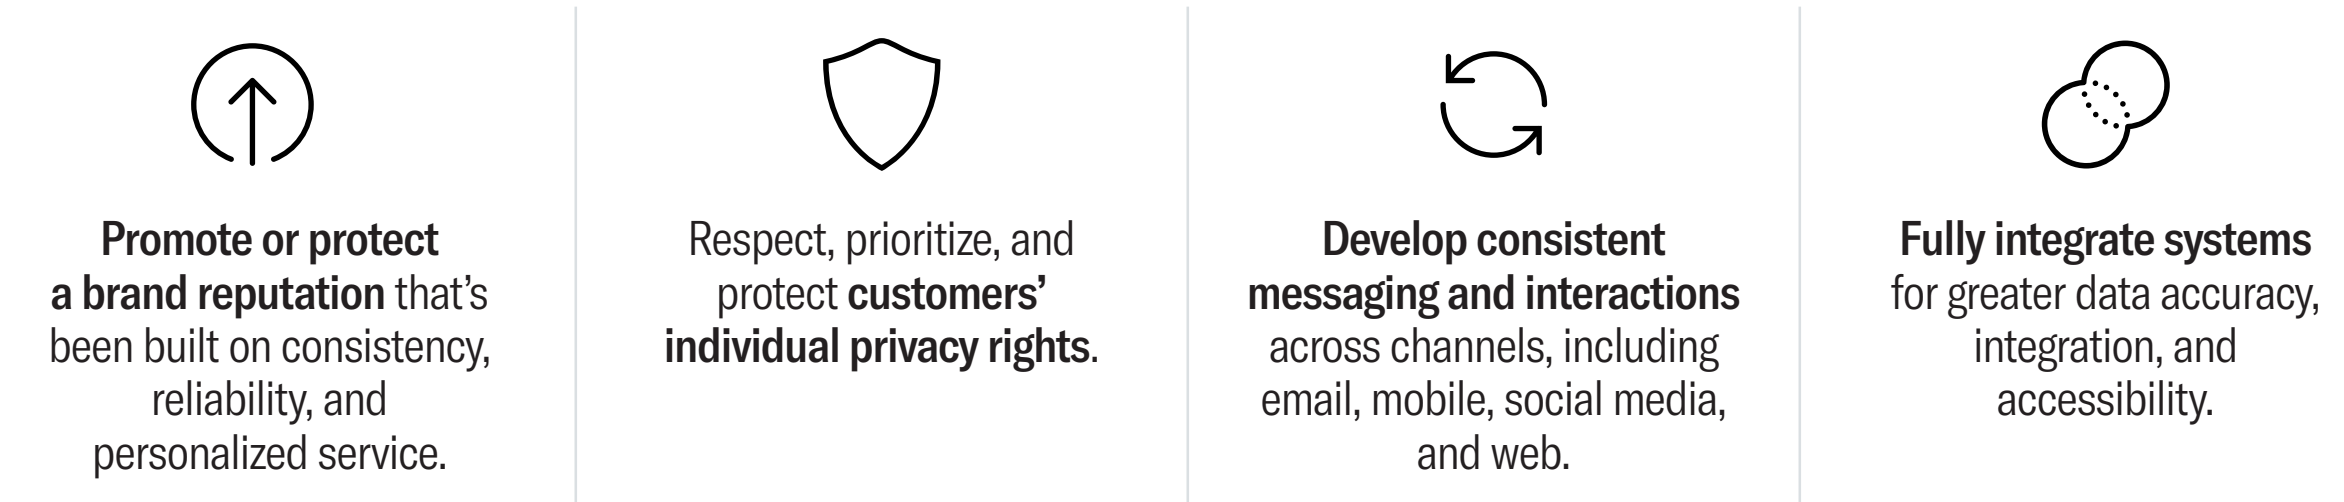 Promote or protect
a brand reputation that’s
been built on consistency,
reliability, and
personalized service.
Respect, prioritize, and
protect customers’
individual privacy rights.
Develop consistent
messaging and interactions
across channels, including
email, mobile, social media,
and web.
Fully integrate systems
for greater data accuracy,
integration, and
accessibility.